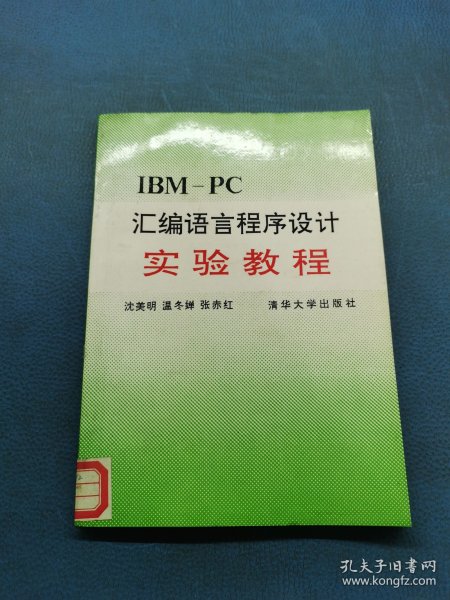 IBM-PC
汇编语言程序设计
实验教程
沈美明 温冬婵 张赤红 清华大学出版社
孔夫子旧书网
www.kongfz.com